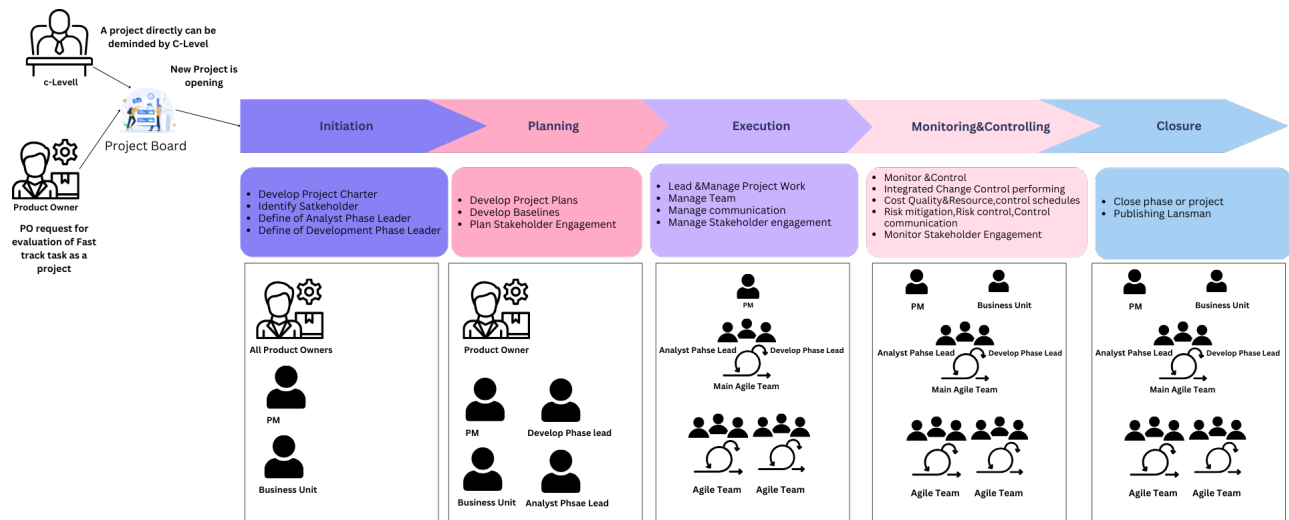 A project directly can be
deminded by C-Level
c-Levell
New Project is
opening
Project Board
Product Owner
PO request for
evaluation of Fast
track task as a
project
Initiation
Planning
Execution
Monitoring&Controlling
Closure
Develop Project Charter
Identify Satkeholder
Define of Analyst Phase Leader
Define of Development Phase Leader
Develop Project Plans
Develop Baselines
Plan Stakeholder Engagement
Lead &Manage Project Work
Manage Team
Manage communication
Manage Stakeholder engagement
Monitor &Control
Integrated Change Control performing
Cost Quality&Resource,control schedules
Risk mitigation,Risk control,Control
communication
Monitor Stakeholder Engagement
Close phase or project
Publishing Lansman
All Product Owners
PM
Business Unit
Product Owner
PM
Develop Phase lead
Business Unit
Analyst Phsae Lead
PM
Analyst Pahse Lead
Develop Phase Lead
Main Agile Team
Agile Team
Agile Team
PM
Business Unit
Analyst Pahse Lead
Develop Phase Lead
Main Agile Team
Agile Team
Agile Team
PM
Business Unit
Analyst Pahse Lead
Develop Phase Lead
Main Agile Team
Agile Team
Agile Team